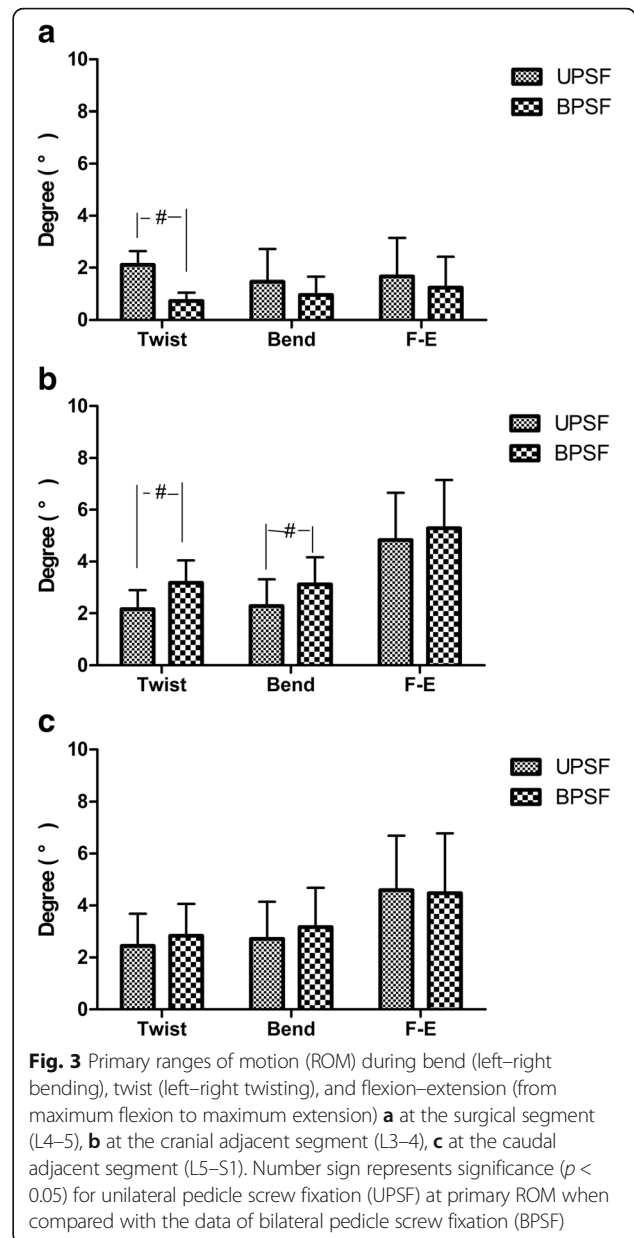 a
10
8
6
4
2
0
Degree ( ° )
UPSF
BPSF
- #-
Twist Bend F-E
b
10
8
6
4
2
0
Degree ( ° )
UPSF
BPSF
- #-
-#-
Twist Bend F-E
c
10
8
6
4
2
0
Degree ( ° )
UPSF
BPSF
Twist Bend F-E
Fig. 3 Primary ranges of motion (ROM) during bend (left–right
bending), twist (left–right twisting), and flexion–extension (from
maximum flexion to maximum extension) a at the surgical segment
(L4–5), b at the cranial adjacent segment (L3–4), c at the caudal
adjacent segment (L5–S1). Number sign represents significance (p <
0.05) for unilateral pedicle screw fixation (UPSF) at primary ROM when
compared with the data of bilateral pedicle screw fixation (BPSF)